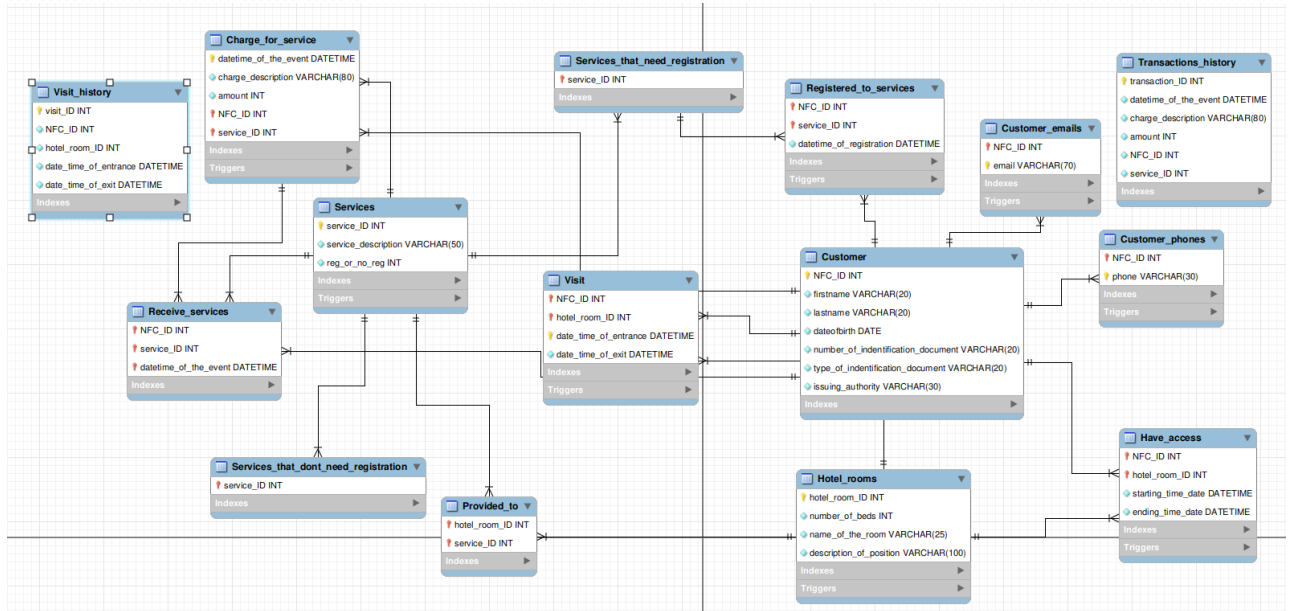 Charge_for_service
datetime_of_the_event DATETIME
charge_description VARCHAR(80)
amount INT
NFC_ID INT
service_ID INT
Indexes
Triggers
Services_that_need_registration
service_ID INT
Indexes
Transactions_history
transaction_ID INT
datetime_of_the_event DATETIME
charge_description VARCHAR(80)
amount INT
NFC_ID INT
service_ID INT
Indexes
Visit_history
visit_ID INT
NFC_ID INT
hotel_room_ID INT
date_time_of_entrance DATETIME
date_time_of_exit DATETIME
Indexes
Registered_to_services
NFC_ID INT
service_ID INT
datetime_of_registration DATETIME
Indexes
Triggers
Customer_emails
NFC_ID INT
email VARCHAR(70)
Indexes
Triggers
Services
service_ID INT
service_description VARCHAR(50)
reg_or_no_reg INT
Indexes
Triggers
Customer_phones
NFC_ID INT
phone VARCHAR(30)
Indexes
Triggers
Customer
NFC_ID INT
firstname VARCHAR(20)
lastname VARCHAR(20)
dateofbirth DATE
number_of_indentification_document VARCHAR(20)
type_of_indentification_document VARCHAR(20)
issuing_authority VARCHAR(30)
Indexes
Visit
NFC_ID INT
hotel_room_ID INT
date_time_of_entrance DATETIME
date_time_of_exit DATETIME
Indexes
Triggers
Receive_services
NFC_ID INT
service_ID INT
datetime_of_the_event DATETIME
Indexes
Have_access
NFC_ID INT
hotel_room_ID INT
starting_time_date DATETIME
ending_time_date DATETIME
Indexes
Triggers
Services_that_dont_need_registration
service_ID INT
Indexes
Hotel_rooms
hotel_room_ID INT
number_of_beds INT
name_of_the_room VARCHAR(25)
description_of_position VARCHAR(100)
Indexes
Triggers
Provided_to
hotel_room_ID INT
service_ID INT
Indexes